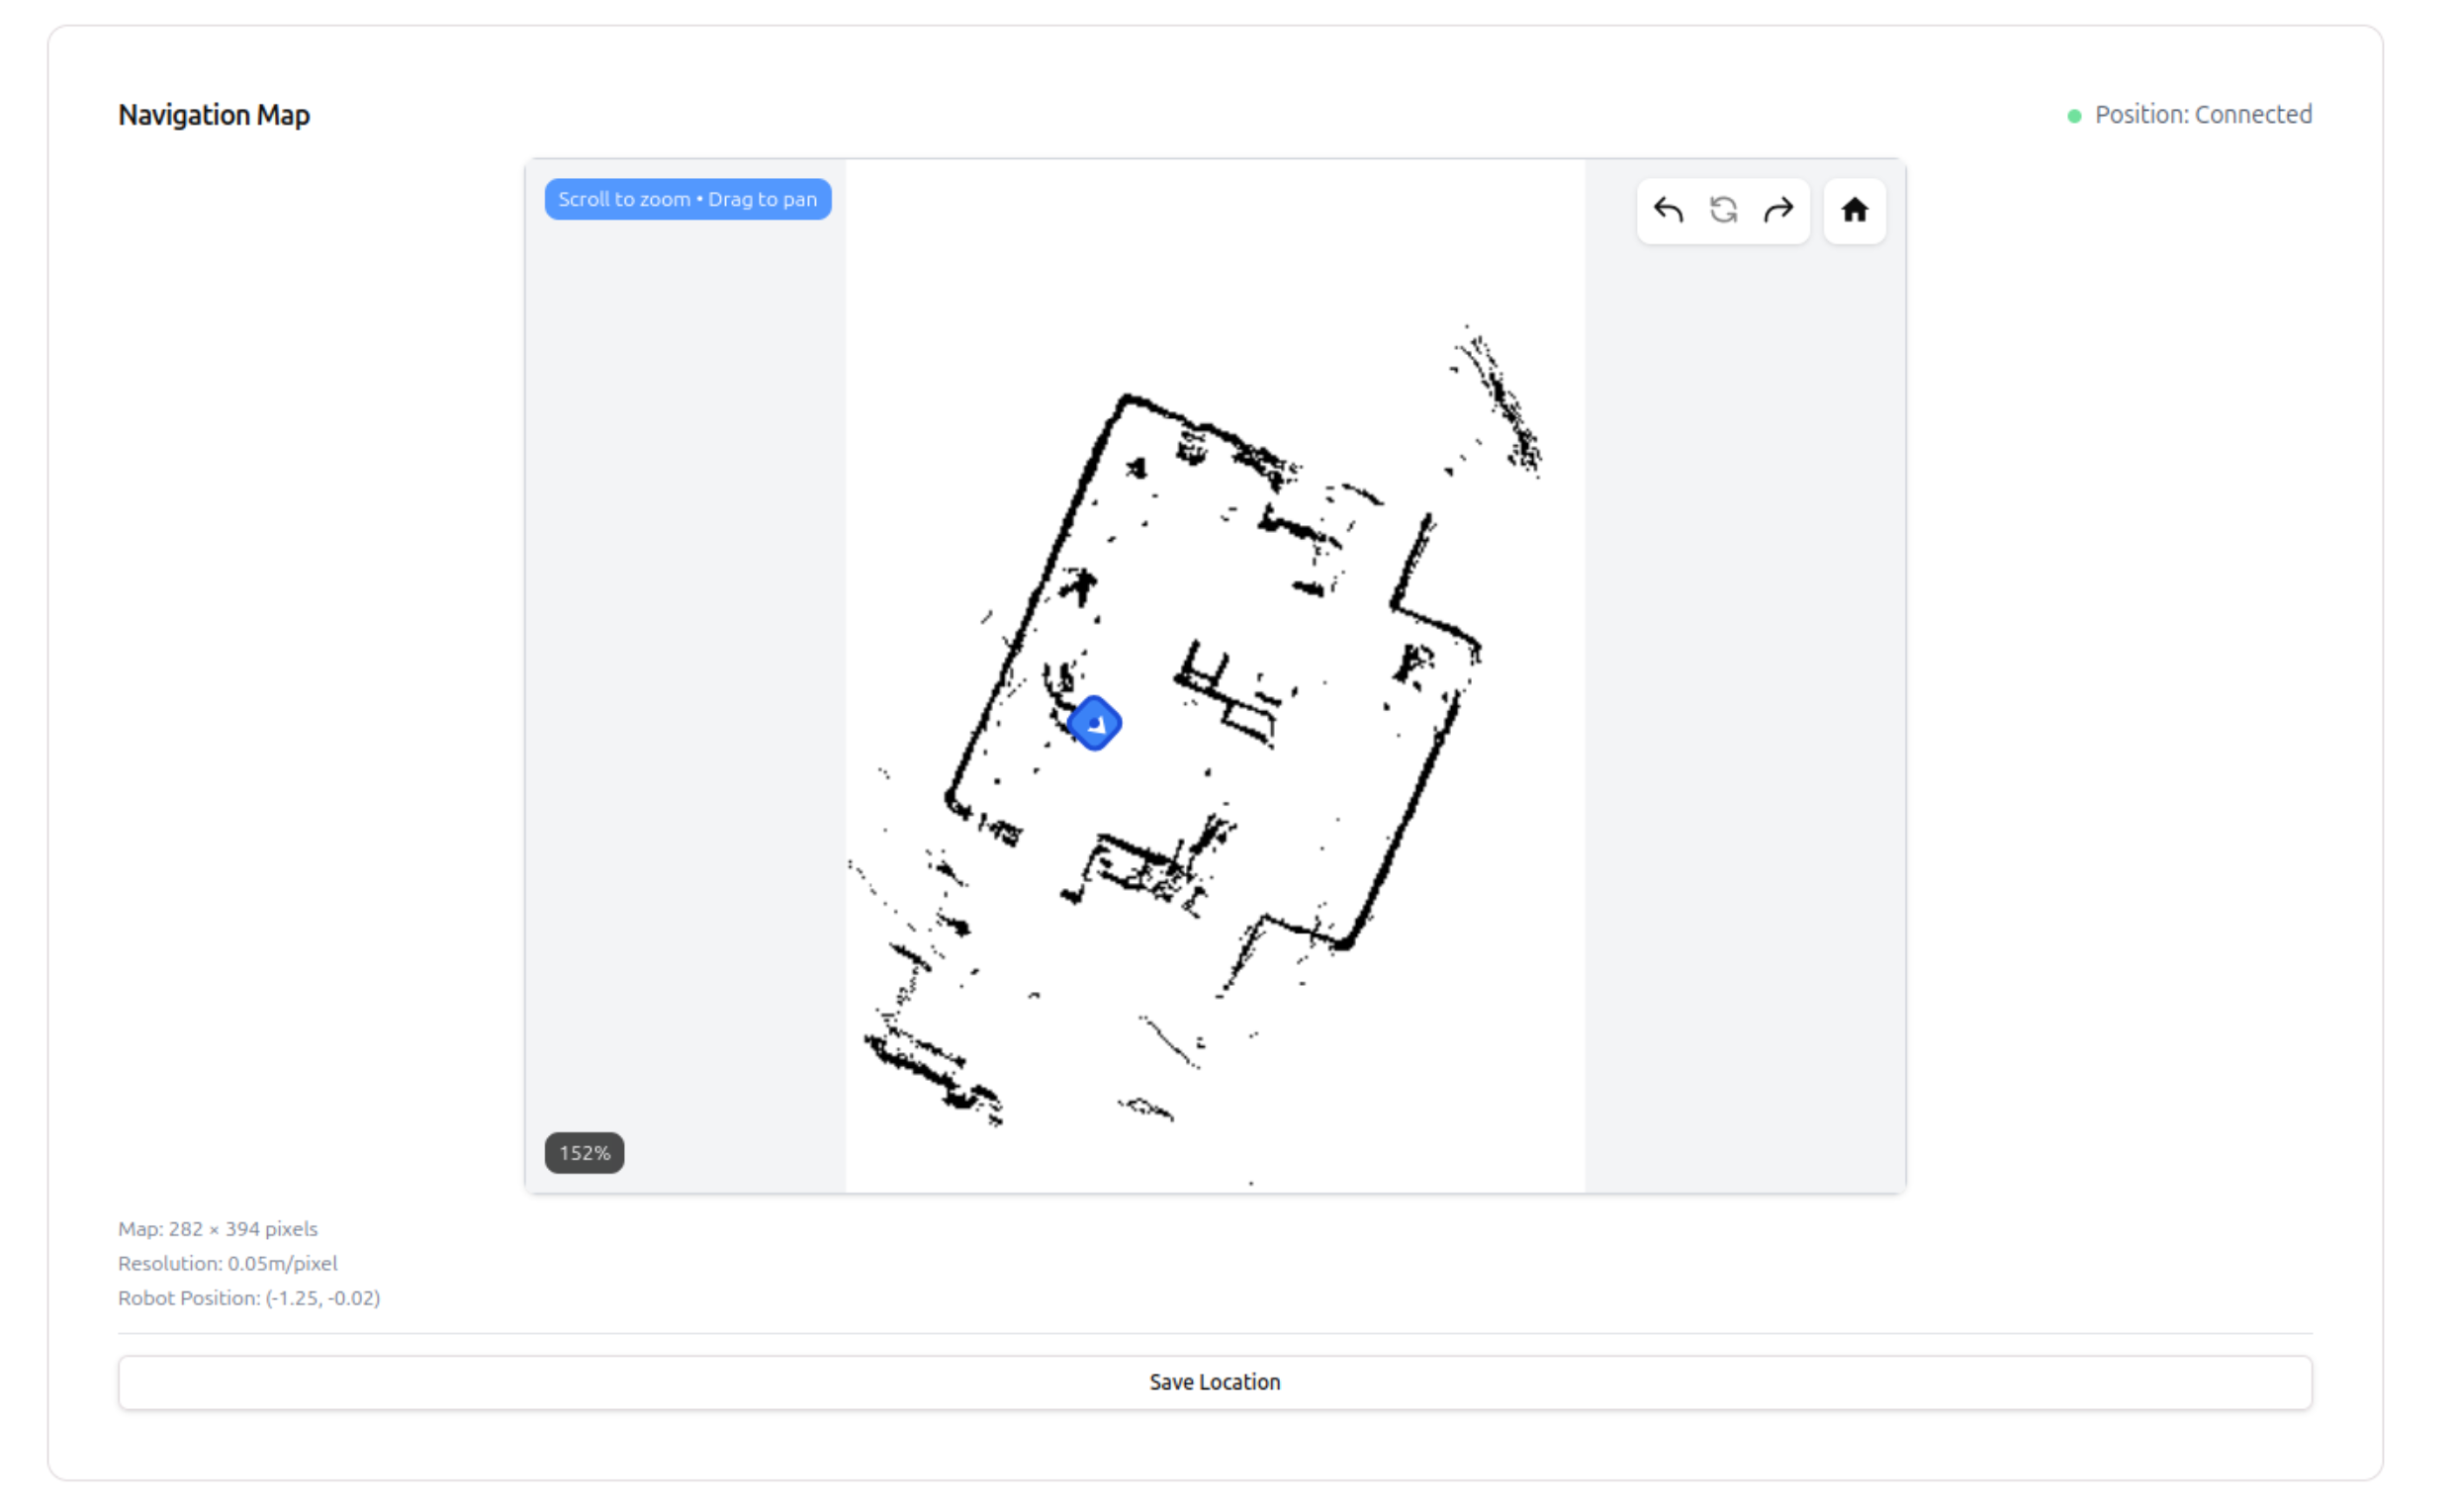 Navigation Map
Position: Connected
Scroll to zoom • Drag to pan
152%
Map: 282 × 394 pixels
Resolution: 0.05m/pixel
Robot Position: (-1.25, -0.02)
Save Location